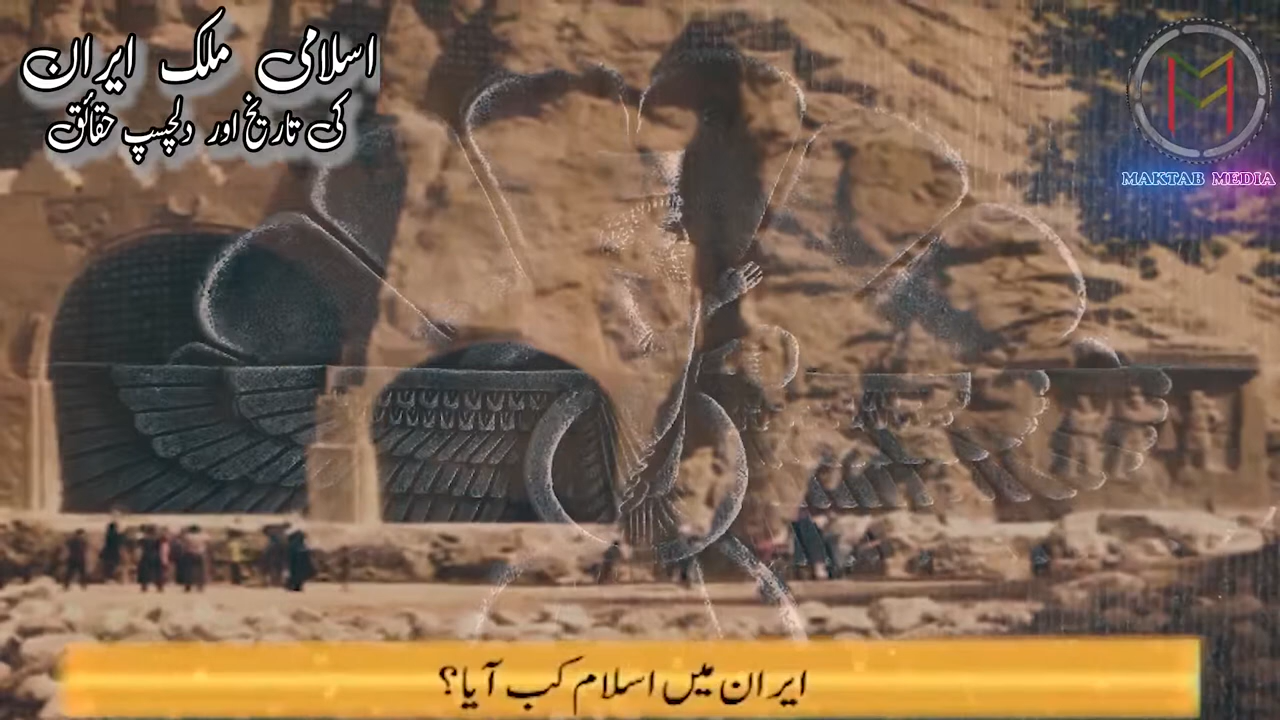 اسلامی ملک ایران
کی تاریخ اور دلچسپ حقائق
MAKTAB MEDIA
ایران میں اسلام کب آیا؟